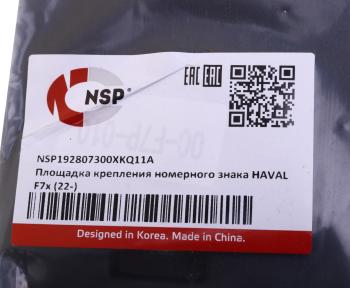 NSP
EAC EAC
NSP192807300XKQ11A
Площадка крепления номерного знака HAVAL
F7x (22-)
Designed in Korea. Made in China.